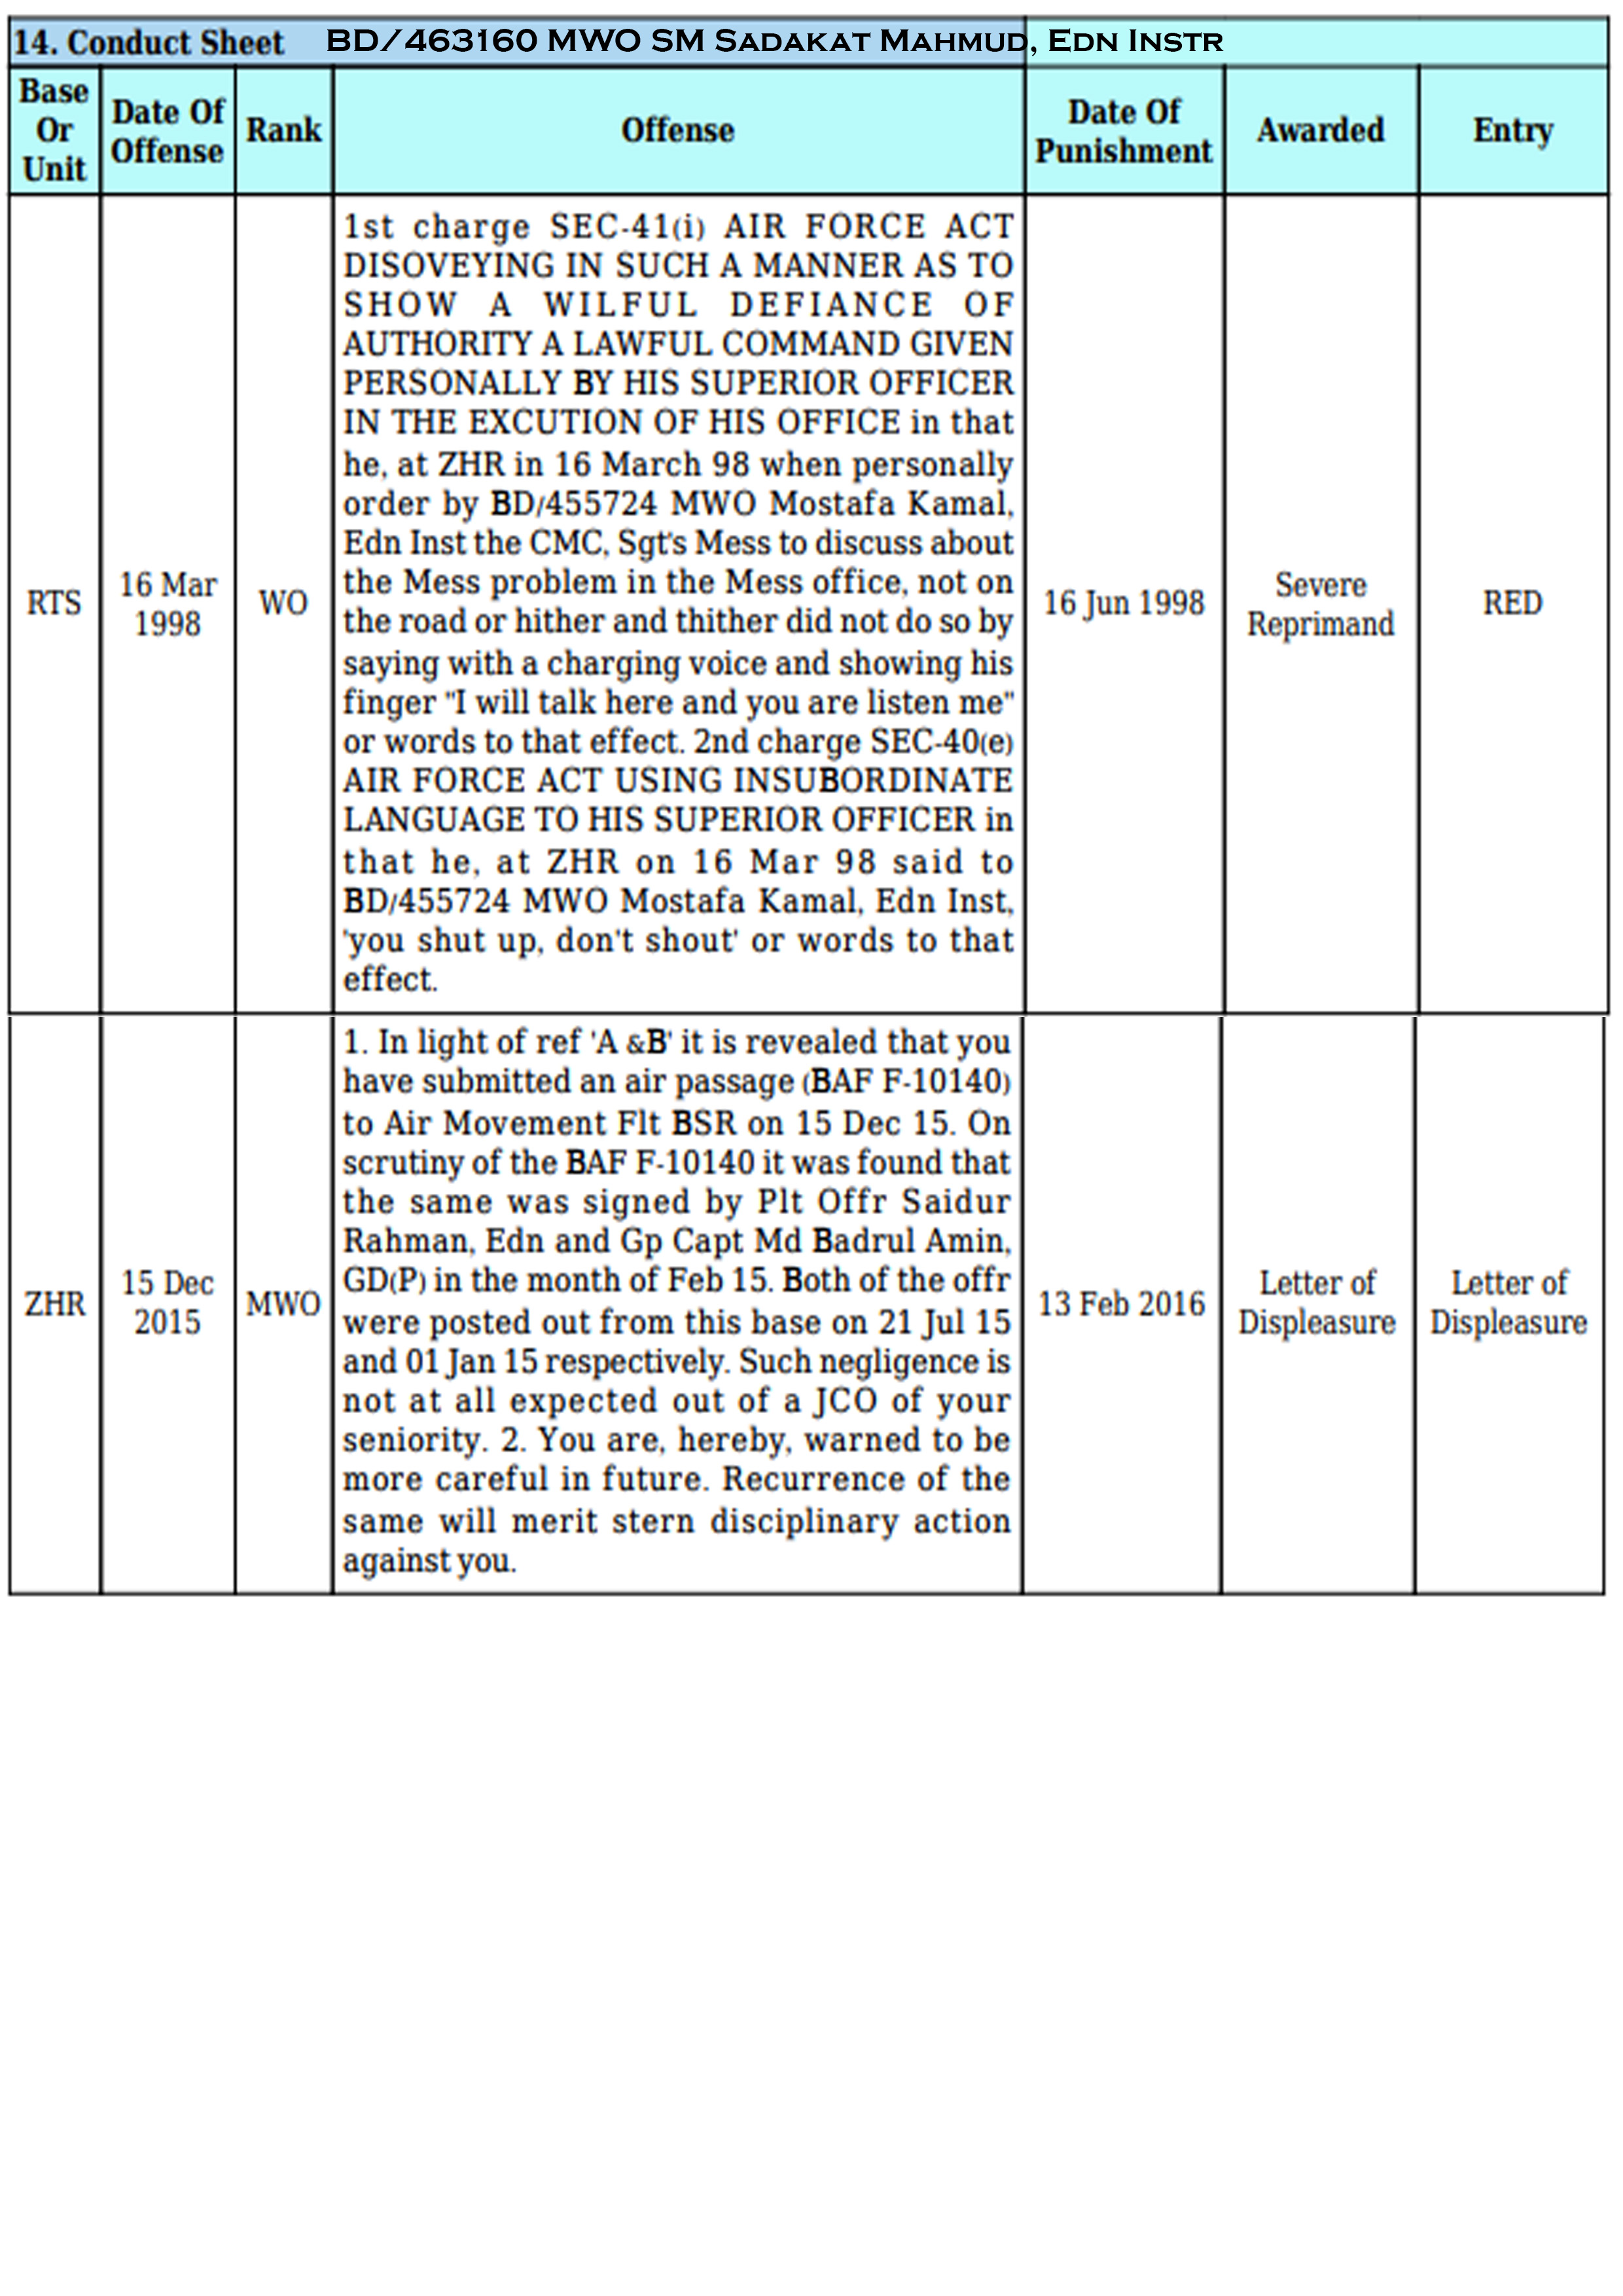 14. Conduct Sheet BD/463160 MWO SM Sadakat Mahmud, Edn Instr
Base Or Unit Date Of Offense Rank Offense Date Of Punishment Awarded Entry
RTS
16 Mar
1998
WO
1st charge SEC-41(i) AIR FORCE ACT
DISOVEYING IN SUCH A MANNER AS TO
SHOW A WILFUL DEFIANCE OF
AUTHORITY A LAWFUL COMMAND GIVEN
PERSONALLY BY HIS SUPERIOR OFFICER
IN THE EXCUTION OF HIS OFFICE in that
he, at ZHR in 16 March 98 when personally
order by BD/455724 MWO Mostafa Kamal,
Edn Inst the CMC, Sgt's Mess to discuss about
the Mess problem in the Mess office, not on
the road or hither and thither did not do so by
saying with a charging voice and showing his
finger "I will talk here and you are listen me"
or words to that effect. 2nd charge SEC-40(e)
AIR FORCE ACT USING INSUBORDINATE
LANGUAGE TO HIS SUPERIOR OFFICER in
that he, at ZHR on 16 Mar 98 said to
BD/455724 MWO Mostafa Kamal, Edn Inst,
'you shut up, don't shout' or words to that
effect.
16 Jun 1998
Severe
Reprimand
RED
ZHR
15 Dec
2015
MWO
1. In light of ref 'A &B' it is revealed that you
have submitted an air passage (BAF F-10140)
to Air Movement Flt BSR on 15 Dec 15. On
scrutiny of the BAF F-10140 it was found that
the same was signed by Plt Offr Saidur
Rahman, Edn and Gp Capt Md Badrul Amin,
GD(P) in the month of Feb 15. Both of the offr
were posted out from this base on 21 Jul 15
and 01 Jan 15 respectively. Such negligence is
not at all expected out of a JCO of your
seniority. 2. You are, hereby, warned to be
more careful in future. Recurrence of the
same will merit stern disciplinary action
against you.
13 Feb 2016
Letter of
Displeasure
Letter of
Displeasure